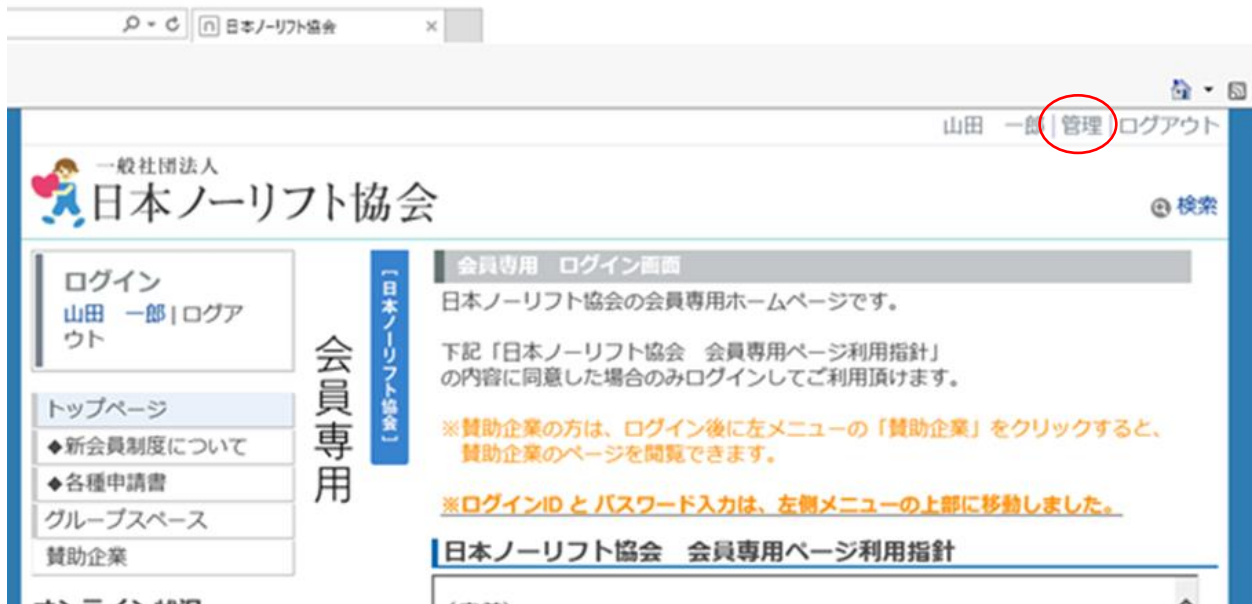 日本ノーリフト協会
山田　一郎|管理|ログアウト
一般社団法人
日本ノーリフト協会
検索
ログイン
山田　一郎|ログア
ウト
トップページ
◆新会員制度について
◆各種申請書
グループスペース
賛助企業
会員専用
[日本ノーリフト協会]
会員専用　ログイン画面
日本ノーリフト協会の会員専用ホームページです。
下記「日本ノーリフト協会　会員専用ページ利用指針」
の内容に同意した場合のみログインしてご利用頂けます。
※賛助企業の方は、ログイン後に左メニューの「賛助企業」をクリックすると、
賛助企業のページを閲覧できます。
※ログインID と パスワード入力は、左側メニューの上部に移動しました。
日本ノーリフト協会　会員専用ページ利用指針